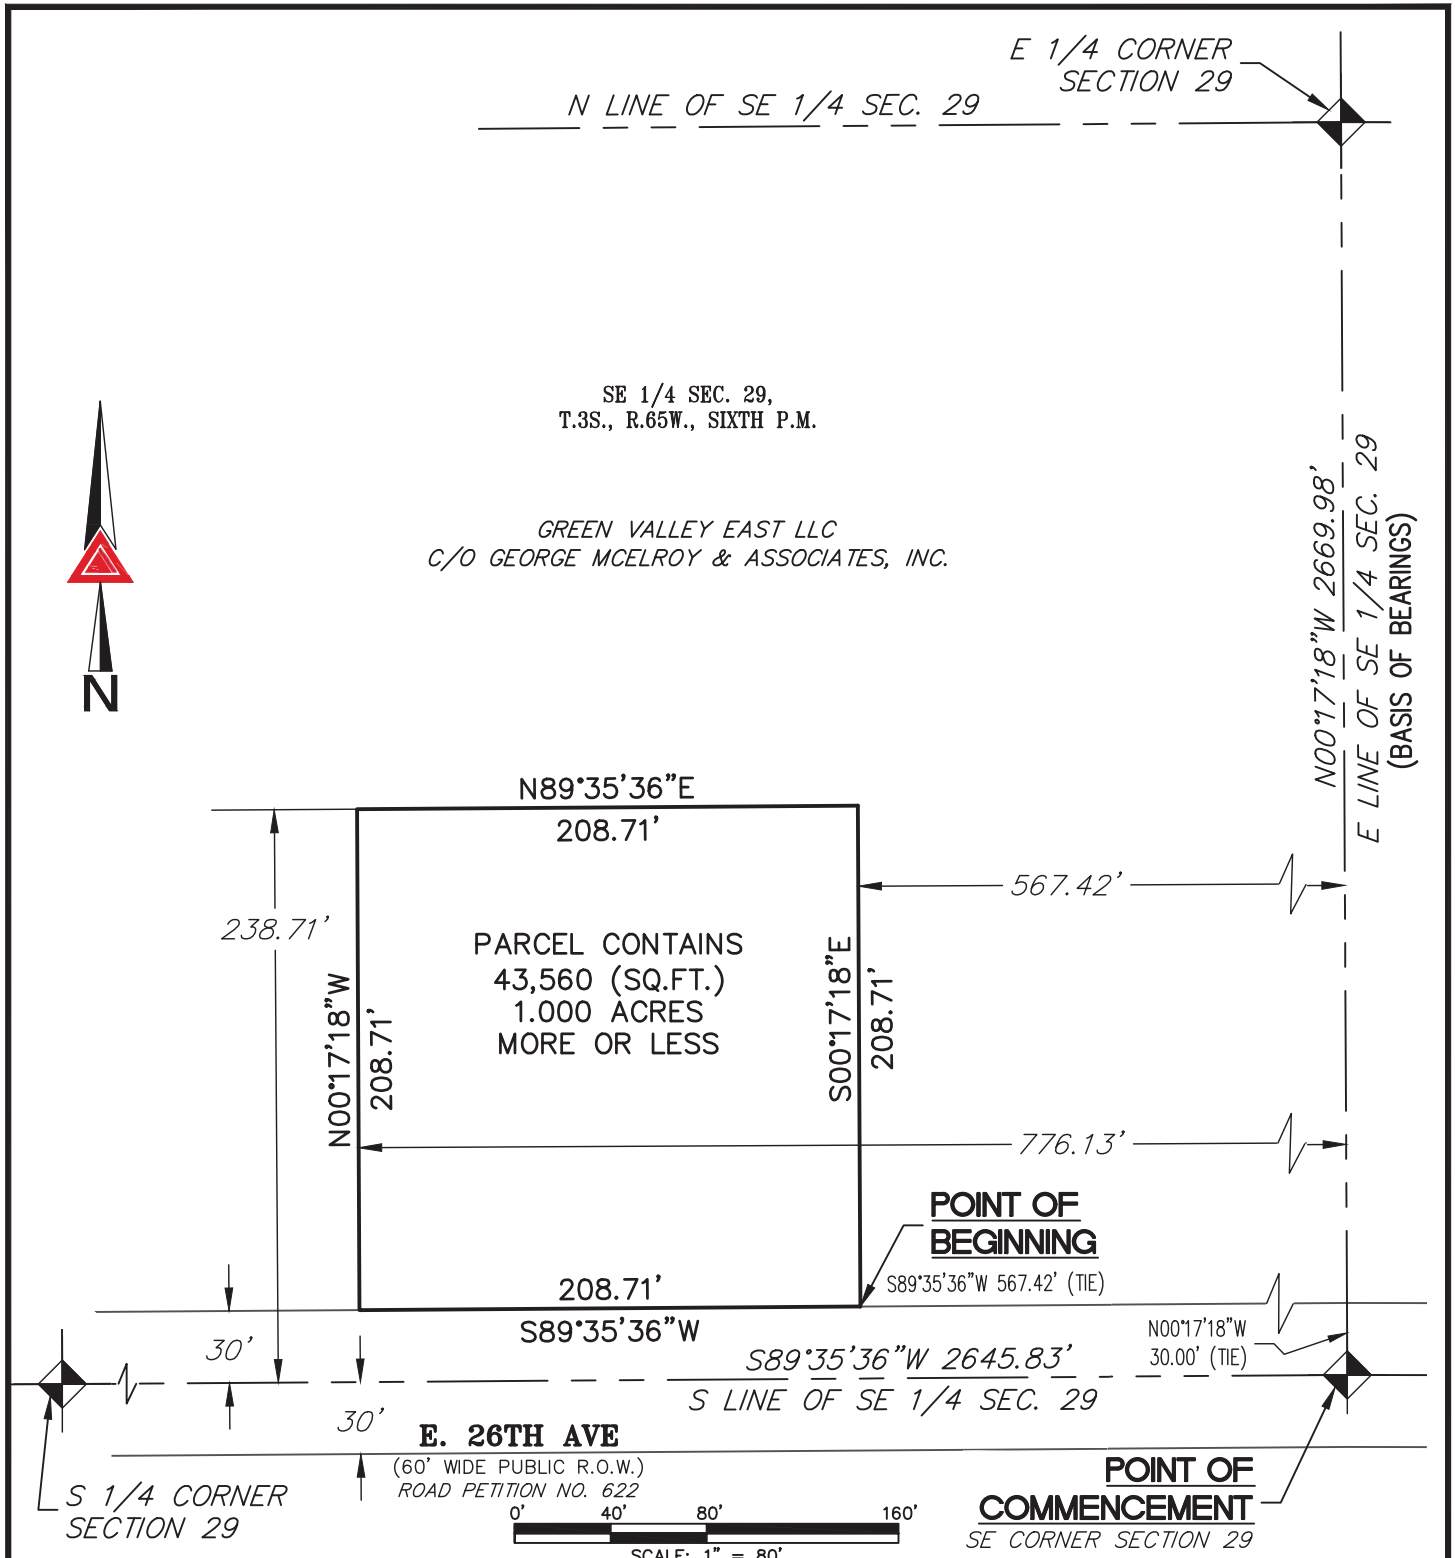 E 1/4 CORNER
SECTION 29
N LINE OF SE 1/4 SEC. 29
SE 1/4 SEC. 29,
T.3S., R.65W., SIXTH P.M.
GREEN VALLEY EAST LLC
C/O GEORGE MCELROY & ASSOCIATES, INC.
N
N00°17'18"W 2669.98'
E LINE OF SE 1/4 SEC. 29
(BASIS OF BEARINGS)
N89°35'36"E
208.71'
567.42'
238.71'
PARCEL CONTAINS
43,560 (SQ.FT.)
1.000 ACRES
MORE OR LESS
N00°17'18"W
208.71'
S00°17'18"E
208.71'
776.13'
POINT OF
BEGINNING
S89°35'36"W 567.42' (TIE)
208.71'
S89°35'36"W
N00°17'18"W
30.00' (TIE)
30'
S89°35'36"W 2645.83'
S LINE OF SE 1/4 SEC. 29
30'
E. 26TH AVE
(60' WIDE PUBLIC R.O.W.)
ROAD PETITION NO. 622
S 1/4 CORNER
SECTION 29
POINT OF
COMMENCEMENT
SE CORNER SECTION 29
0' 40' 80' 160'
SCALE: 1" = 80'